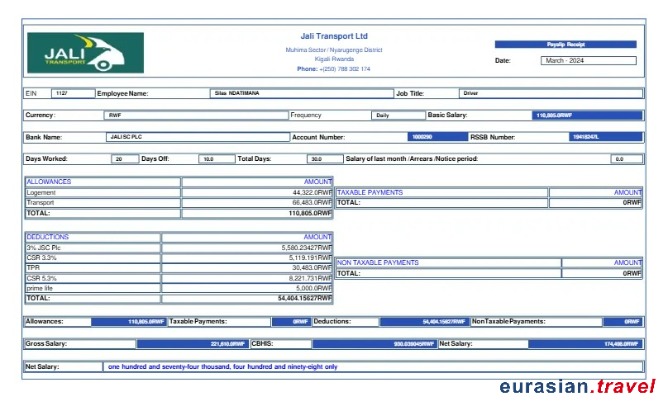 Jali Transport Ltd
JALI
TRANSPORT
Muhima Sector / Nyarugenge District
Kigali Rwanda
Phone: +(250) 788 302 174
Payslip Receipt
Date: March - 2024
EIN 1127 Employee Name: Silas NDATIMANA Job Title: Driver
Currency: RWF Frequency Daily Basic Salary: 110,805.0RWF
Bank Name: JALI SC PLC Account Number: 1000290 RSSB Number:
Days Worked: 20 Days Off: 10.0 Total Days: 30.0 Salary of last month /Arrears /Notice period: 0.0
ALLOWANCES AMOUNT
Logement 44,322.0RWF TAXABLE PAYMENTS AMOUNT
Transport 66,483.0RWF TOTAL: 0RWF
TOTAL: 110,805.0RWF
DEDUCTIONS AMOUNT
3% JSC Plc 5,580.23427RWF
CSR 3.3% 5,119.191RWF
TPR 30,483.0RWF NON TAXABLE PAYMENTS AMOUNT
CSR 5.3% 8,221.731RWF TOTAL: 0RWF
prime life 5,000.0RWF
TOTAL: 54,404.15627RWF
Allowances: 110,805.0RWF Taxable Payments: 0RWF Deductions: 54,404.15627RWF NonTaxable Payaments: 0RWF
Gross Salary: 221,610.0RWF CBHIS: Net Salary: 174,498.0RWF
Net Salary: one hundred and seventy-four thousand, four hundred and ninety-eight only
eurasian.travel